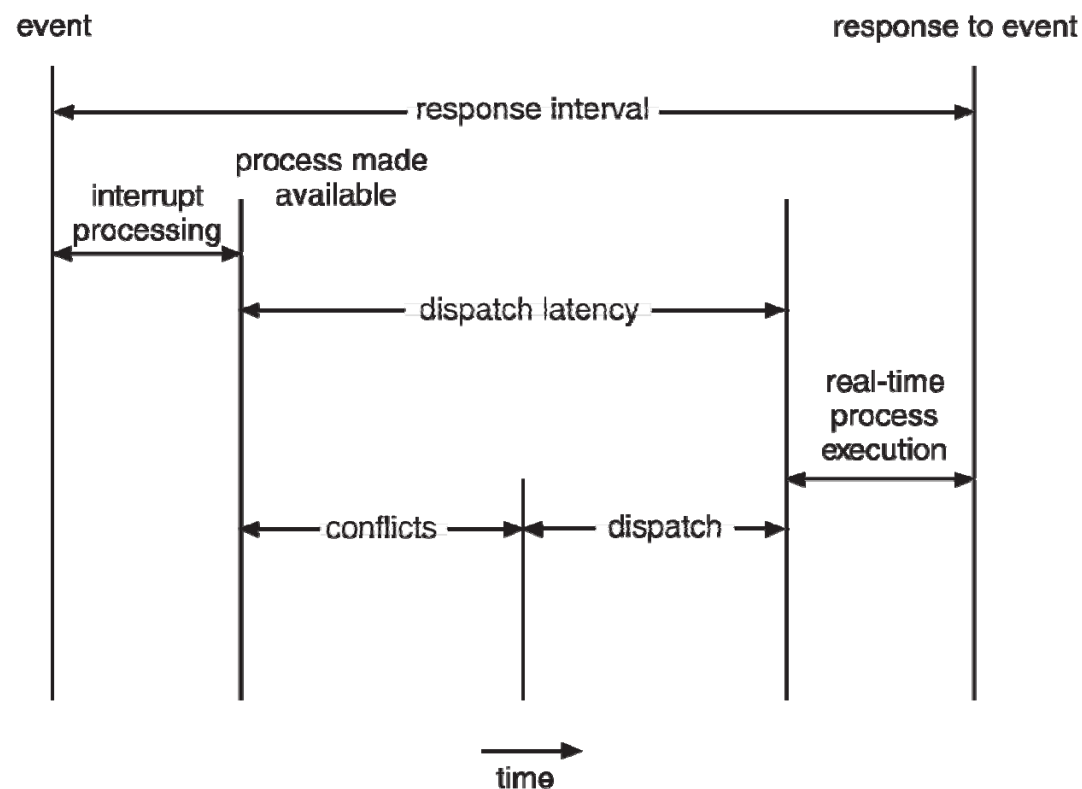 event
response to event
response interval
process made
available
interrupt
processing
dispatch latency
real-time
process
execution
conflicts
dispatch
time